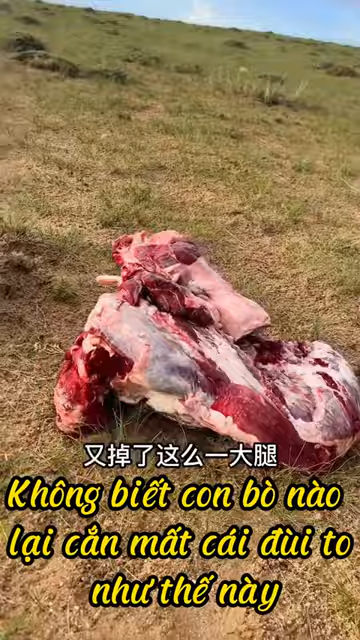 又掉了这么一大腿
Không biết con bò nào
lại cắn mất cái đùi to
như thế này